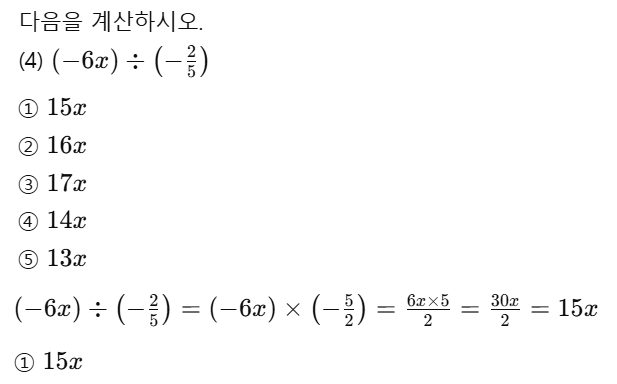 다음을 계산하시오.
(4) (−6x) ÷ (−2/5)
① 15x
② 16x
③ 17x
④ 14x
⑤ 13x
(−6x) ÷ (−2/5) = (−6x) × (−5/2) = 6x×5/2 = 30x/2 = 15x
① 15x